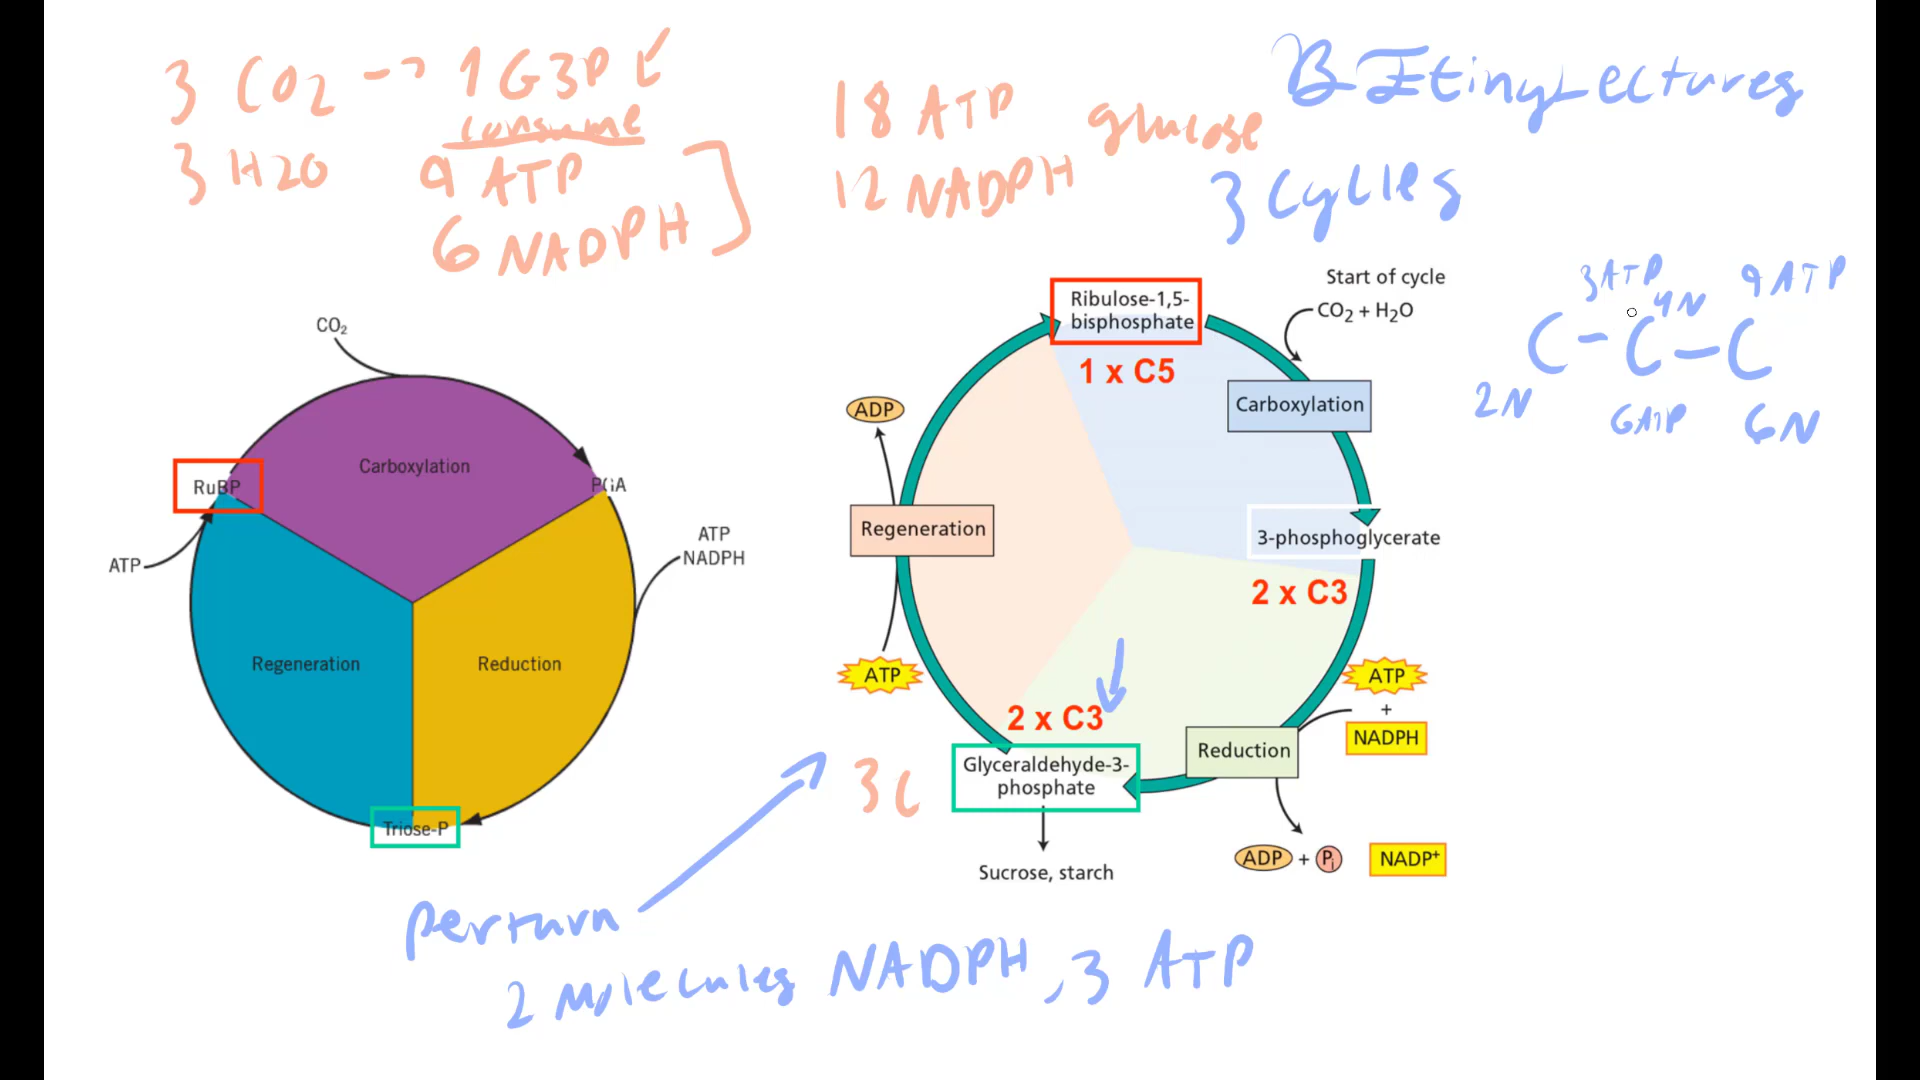 3 CO2 --> 1 G3P
consume
3 H2O 9 ATP
6 NADPH
18 ATP glucose
12 NADPH
BEtinyLectures
3 Cycles
3ATP 4N 9 ATP
C - C - C
2N 6ATP 6N
CO₂
Carboxylation
RuBP
PGA
ATP
ATP
NADPH
Regeneration
Reduction
Triose-P
Start of cycle
CO₂ + H₂O
Ribulose-1,5-
bisphosphate
1 x C5
Carboxylation
ADP
Regeneration
3-phosphoglycerate
2 x C3
ATP
2 x C3
ATP
+
NADPH
Reduction
3C
Glyceraldehyde-3-
phosphate
ADP + Pi NADP⁺
Sucrose, starch
per turn
2 molecules NADPH, 3 ATP